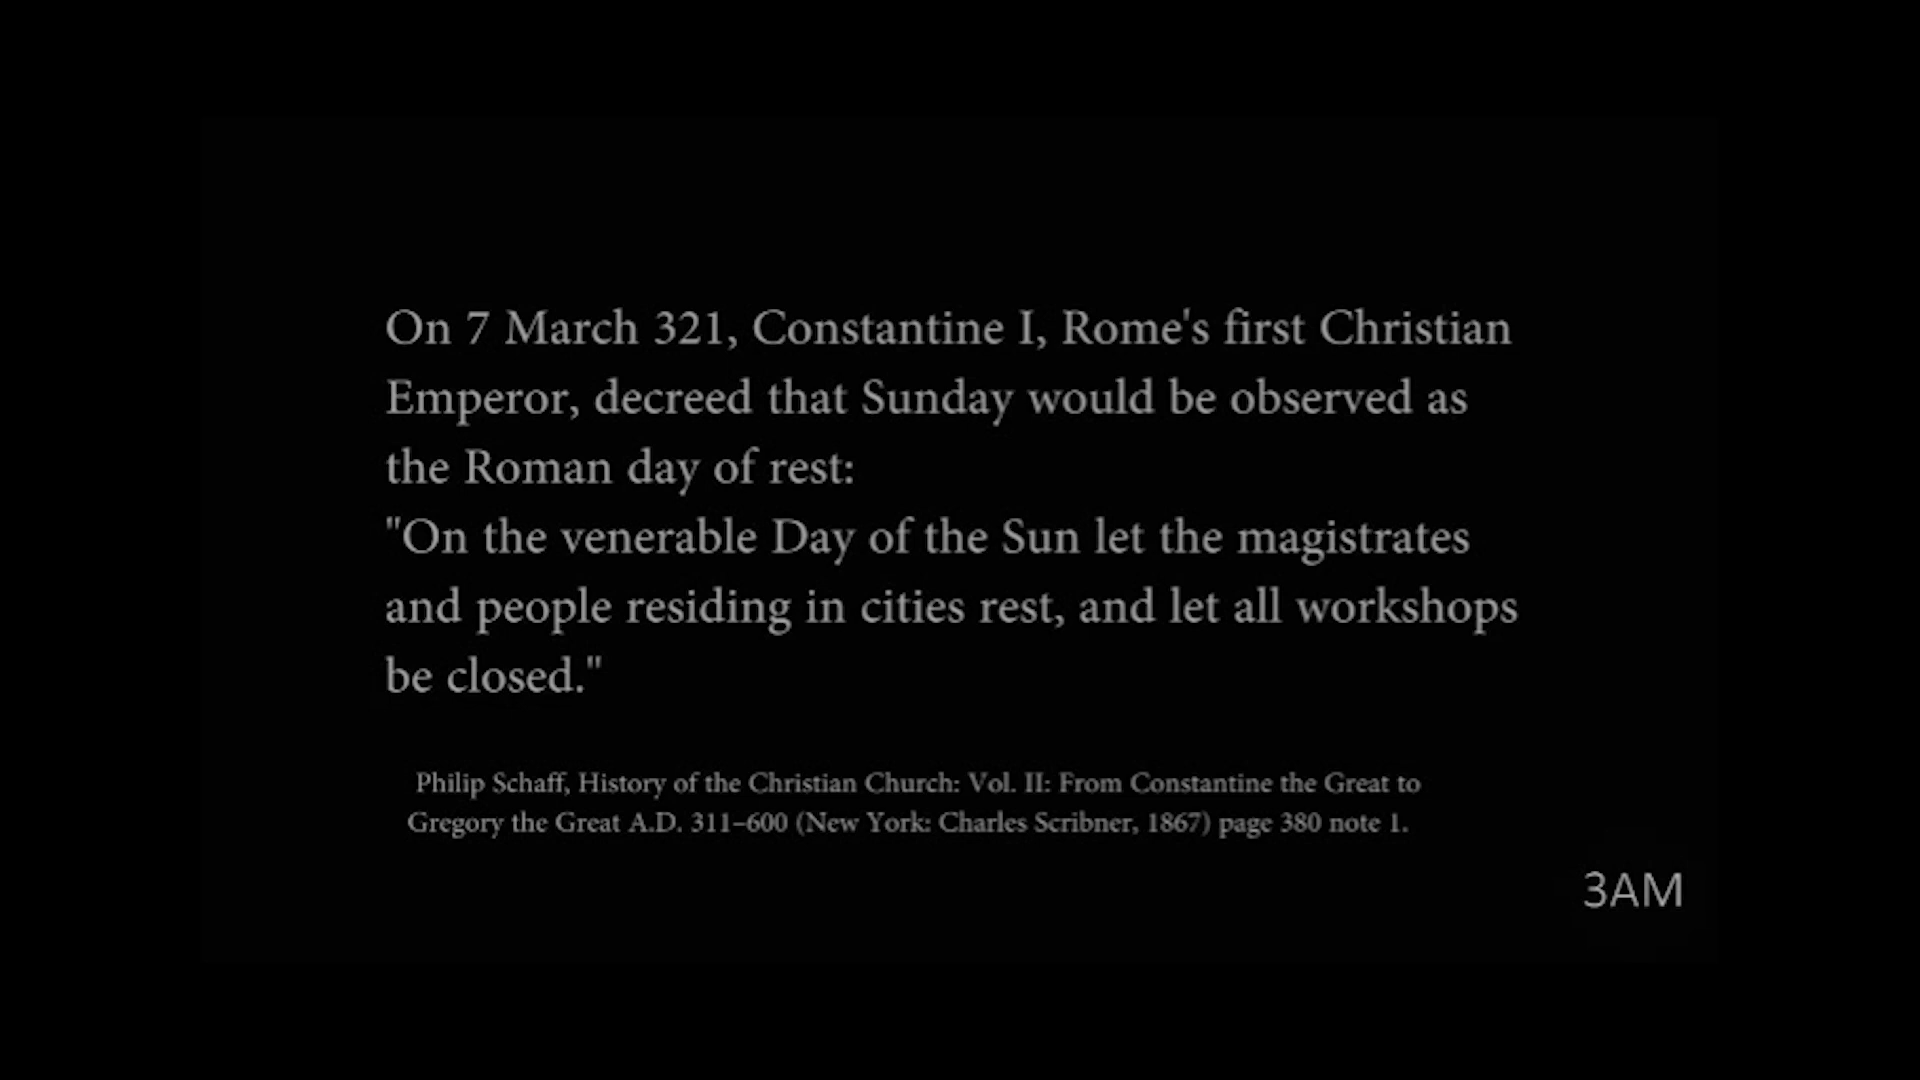 On 7 March 321, Constantine I, Rome's first Christian
Emperor, decreed that Sunday would be observed as
the Roman day of rest:
"On the venerable Day of the Sun let the magistrates
and people residing in cities rest, and let all workshops
be closed."
Philip Schaff, History of the Christian Church: Vol. II: From Constantine the Great to
Gregory the Great A.D. 311–600 (New York: Charles Scribner, 1867) page 380 note 1.
3AM